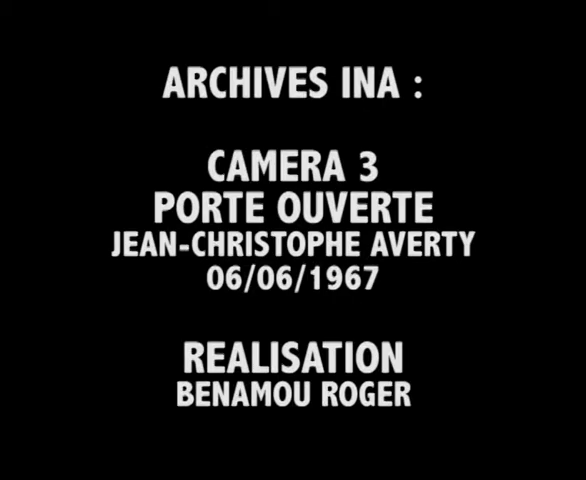 ARCHIVES INA :
CAMERA 3
PORTE OUVERTE
JEAN-CHRISTOPHE AVERTY
06/06/1967
REALISATION
BENAMOU ROGER